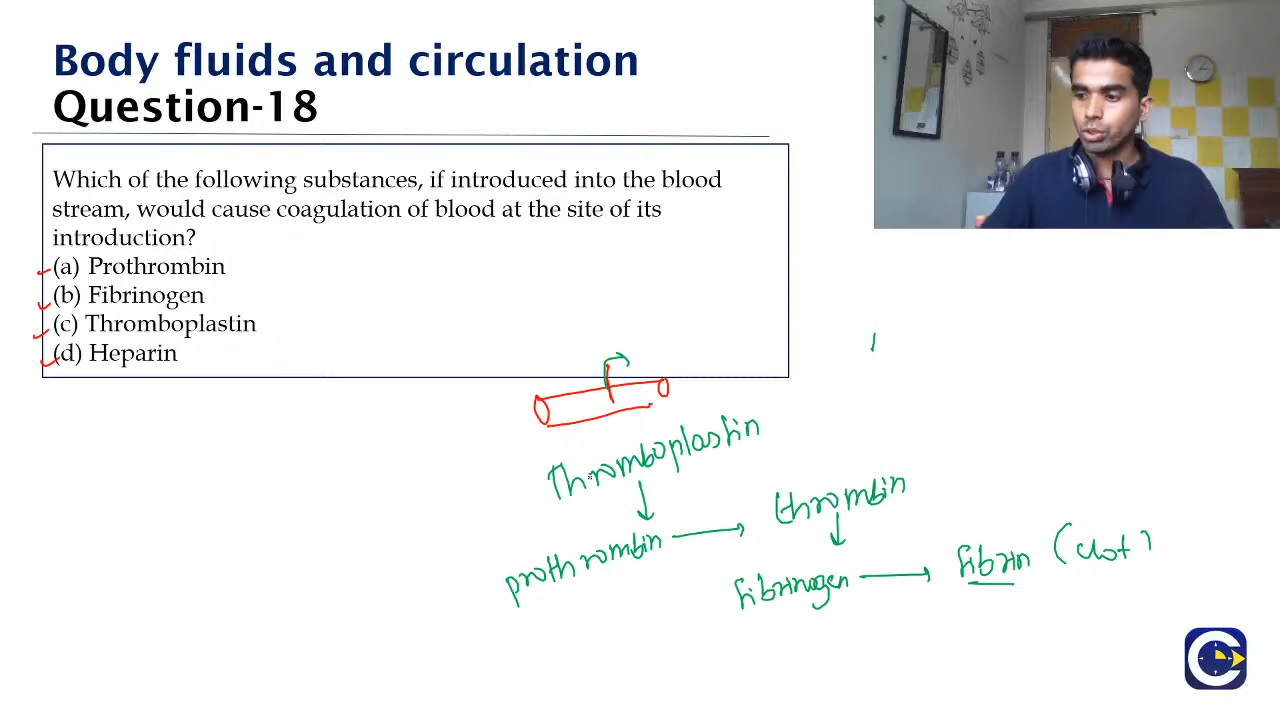 Body fluids and circulation
Question-18
Which of the following substances, if introduced into the blood
stream, would cause coagulation of blood at the site of its
introduction?
(a) Prothrombin
(b) Fibrinogen
(c) Thromboplastin
(d) Heparin
Thromboplastin
prothrombin → thrombin
fibrinogen → fibrin (clot)